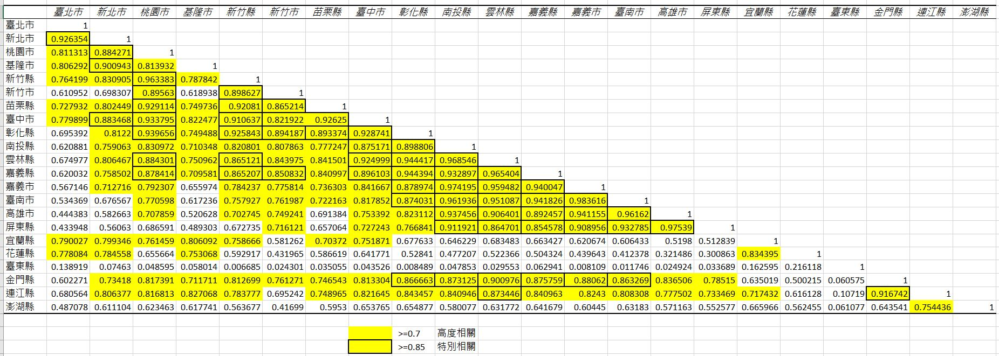 臺北市 新北市 桃園市 基隆市 新竹縣 新竹市 苗栗縣 臺中市 彰化縣 南投縣 雲林縣 嘉義縣 嘉義市 臺南市 高雄市 屏東縣 宜蘭縣 花蓮縣 臺東縣 金門縣 連江縣 澎湖縣
臺北市 1
新北市 0.926354 1
桃園市 0.811313 0.884271 1
基隆市 0.806292 0.900943 0.813932 1
新竹縣 0.764199 0.830905 0.963383 0.787842 1
新竹市 0.610952 0.698307 0.89563 0.618938 0.898627 1
苗栗縣 0.727932 0.802449 0.929114 0.749736 0.92081 0.865214 1
臺中市 0.779899 0.883468 0.933795 0.822477 0.910637 0.821922 0.92625 1
彰化縣 0.695392 0.8122 0.939656 0.749488 0.925843 0.894187 0.893374 0.928741 1
南投縣 0.620881 0.759063 0.830972 0.710348 0.820801 0.807863 0.777247 0.875171 0.898806 1
雲林縣 0.674977 0.806467 0.884301 0.750962 0.865121 0.843975 0.841501 0.924999 0.944417 0.968546 1
嘉義縣 0.620032 0.758502 0.878414 0.709581 0.865207 0.850832 0.840997 0.896103 0.944394 0.932897 0.965404 1
嘉義市 0.567146 0.712716 0.792307 0.655974 0.784237 0.775814 0.736303 0.841667 0.878974 0.974195 0.959482 0.940047 1
臺南市 0.534369 0.676567 0.770598 0.617236 0.757927 0.761987 0.722163 0.817852 0.874031 0.961936 0.951087 0.941826 0.983616 1
高雄市 0.444383 0.582663 0.707859 0.520628 0.702745 0.749241 0.691384 0.753392 0.823112 0.937456 0.906401 0.892457 0.941155 0.96162 1
屏東縣 0.433948 0.56063 0.686591 0.489303 0.672735 0.716121 0.657064 0.727243 0.766841 0.911921 0.864701 0.854578 0.908956 0.932785 0.97539 1
宜蘭縣 0.790027 0.799346 0.761459 0.806092 0.758666 0.581262 0.70372 0.751871 0.677633 0.646229 0.683483 0.663427 0.620674 0.606433 0.5198 0.512839 1
花蓮縣 0.778084 0.784558 0.655664 0.753068 0.592917 0.431965 0.586619 0.641771 0.52841 0.477207 0.522366 0.504324 0.439643 0.412378 0.321486 0.300863 0.834395 1
臺東縣 0.138919 0.07463 0.048595 0.058014 0.006685 0.024301 0.035055 0.043526 0.008489 0.047853 0.029553 0.062941 0.008109 0.011746 0.024924 0.033689 0.162595 0.216118 1
金門縣 0.602271 0.73418 0.817391 0.711711 0.812699 0.761271 0.746543 0.813304 0.866663 0.873125 0.900976 0.875759 0.88062 0.863269 0.836506 0.78515 0.635019 0.500215 0.060575 1
連江縣 0.680564 0.806377 0.816813 0.827068 0.783777 0.695242 0.748965 0.821645 0.843457 0.840946 0.873446 0.840963 0.8243 0.808308 0.777502 0.733469 0.717432 0.616128 0.10719 0.916742 1
澎湖縣 0.487078 0.611104 0.623463 0.617741 0.563677 0.41699 0.5953 0.653765 0.654877 0.580077 0.631772 0.641679 0.60445 0.63183 0.571163 0.552577 0.665966 0.562455 0.061077 0.643541 0.754436 1
>=0.7 高度相關
>=0.85 特別相關